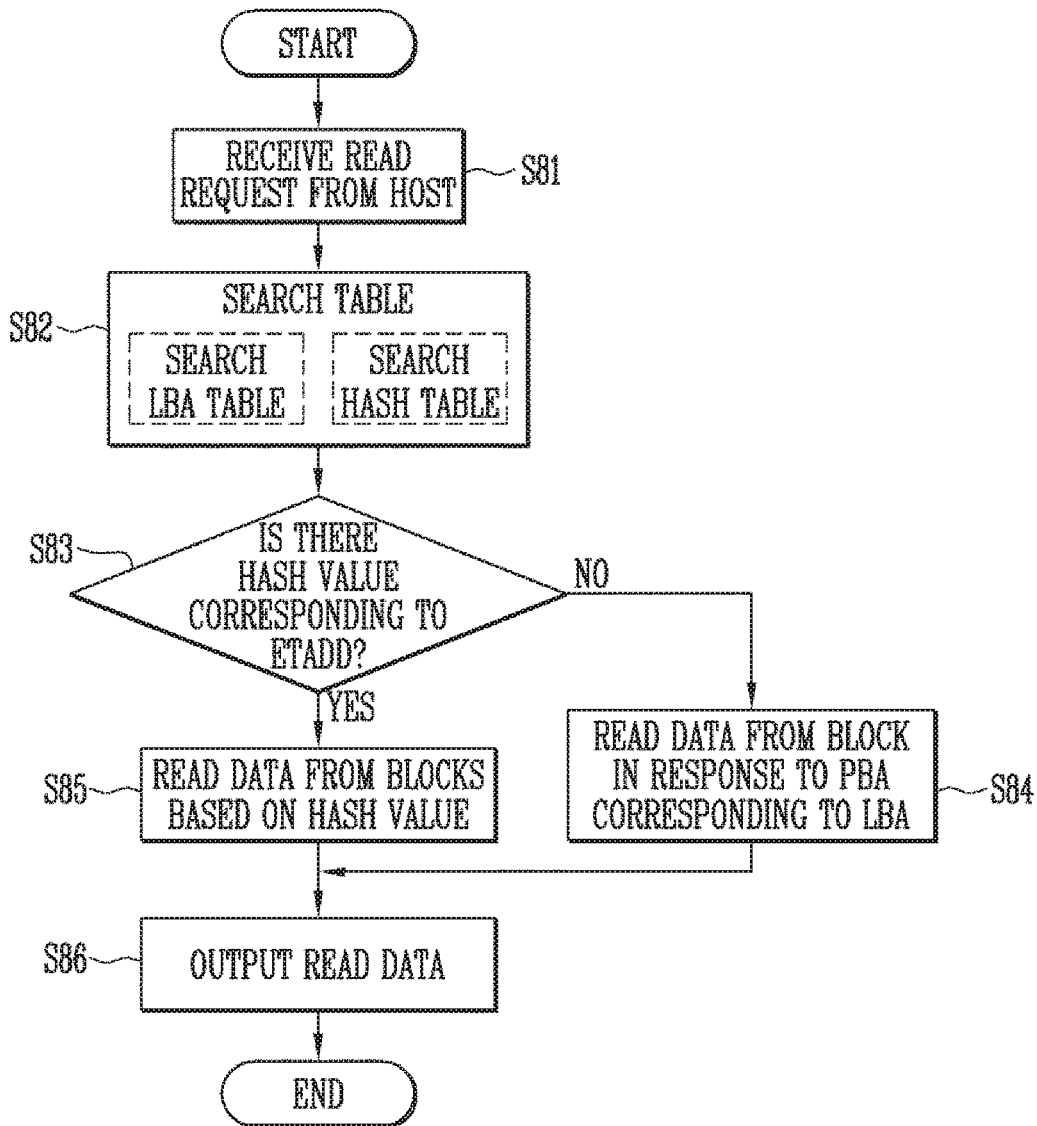 START
RECEIVE READ
REQUEST FROM HOST
S81
SEARCH TABLE
S82
SEARCH
LBA TABLE
SEARCH
HASH TABLE
S83
IS THERE
HASH VALUE
CORRESPONDING TO
ETADD?
NO
YES
READ DATA FROM BLOCK
IN RESPONSE TO PBA
CORRESPONDING TO LBA
S84
S85
READ DATA FROM BLOCKS
BASED ON HASH VALUE
S86
OUTPUT READ DATA
END